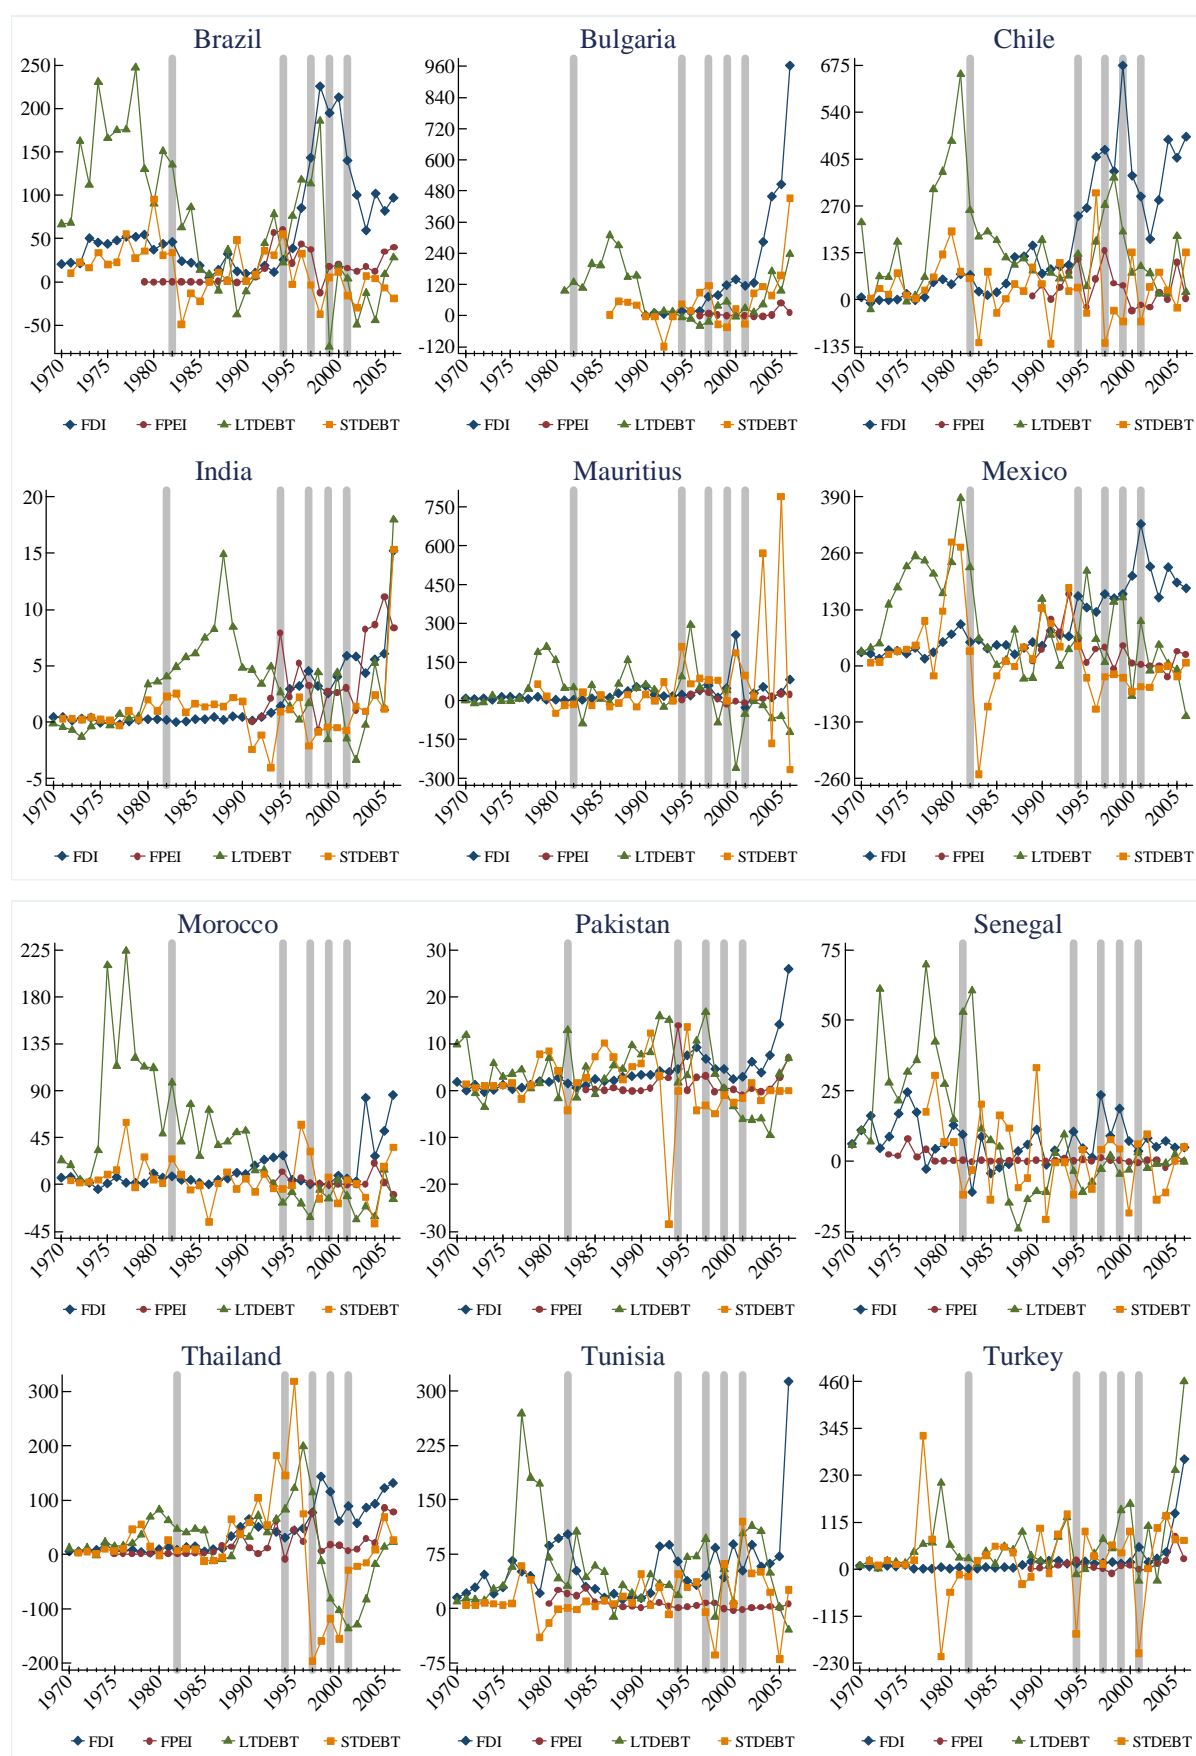 Brazil
250
200
150
100
50
0
-50
1970 1975 1980 1985 1990 1995 2000 2005
FDI FPEI LTDEBT STDEBT
Bulgaria
960
840
720
600
480
360
240
120
0
-120
1970 1975 1980 1985 1990 1995 2000 2005
FDI FPEI LTDEBT STDEBT
Chile
675
540
405
270
135
0
-135
1970 1975 1980 1985 1990 1995 2000 2005
FDI FPEI LTDEBT STDEBT
India
20
15
10
5
0
-5
1970 1975 1980 1985 1990 1995 2000 2005
FDI FPEI LTDEBT STDEBT
Mauritius
750
600
450
300
150
0
-150
-300
1970 1975 1980 1985 1990 1995 2000 2005
FDI FPEI LTDEBT STDEBT
Mexico
390
260
130
0
-130
-260
1970 1975 1980 1985 1990 1995 2000 2005
FDI FPEI LTDEBT STDEBT
Morocco
225
180
135
90
45
0
-45
1970 1975 1980 1985 1990 1995 2000 2005
FDI FPEI LTDEBT STDEBT
Pakistan
30
20
10
0
-10
-20
-30
1970 1975 1980 1985 1990 1995 2000 2005
FDI FPEI LTDEBT STDEBT
Senegal
75
50
25
0
-25
1970 1975 1980 1985 1990 1995 2000 2005
FDI FPEI LTDEBT STDEBT
Thailand
300
200
100
0
-100
-200
1970 1975 1980 1985 1990 1995 2000 2005
FDI FPEI LTDEBT STDEBT
Tunisia
300
225
150
75
0
-75
1970 1975 1980 1985 1990 1995 2000 2005
FDI FPEI LTDEBT STDEBT
Turkey
460
345
230
115
0
-115
-230
1970 1975 1980 1985 1990 1995 2000 2005
FDI FPEI LTDEBT STDEBT